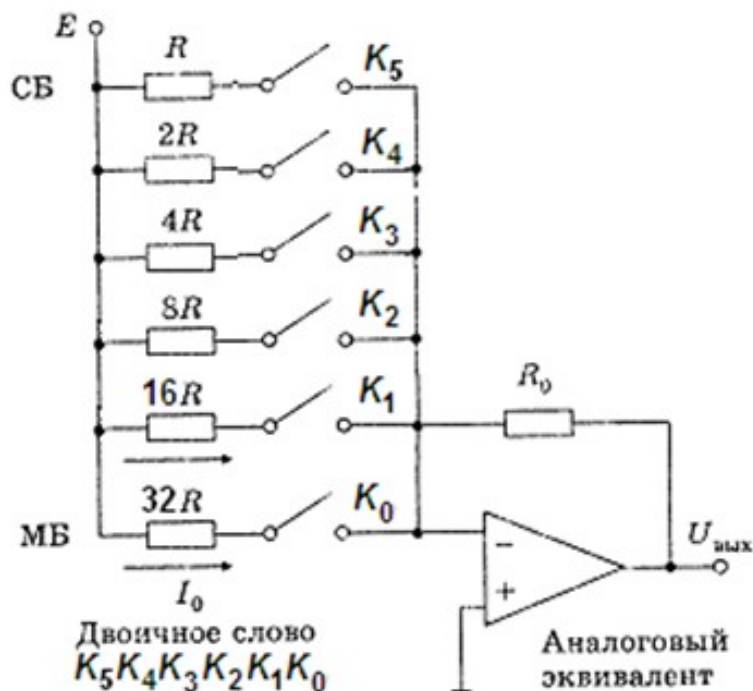 E
R
K5
СБ
2R
K4
4R
K3
8R
K2
16R
K1
R0
32R
K0
МБ
−
+
Uвых
I0
Двоичное слово
K5K4K3K2K1K0
Аналоговый
эквивалент